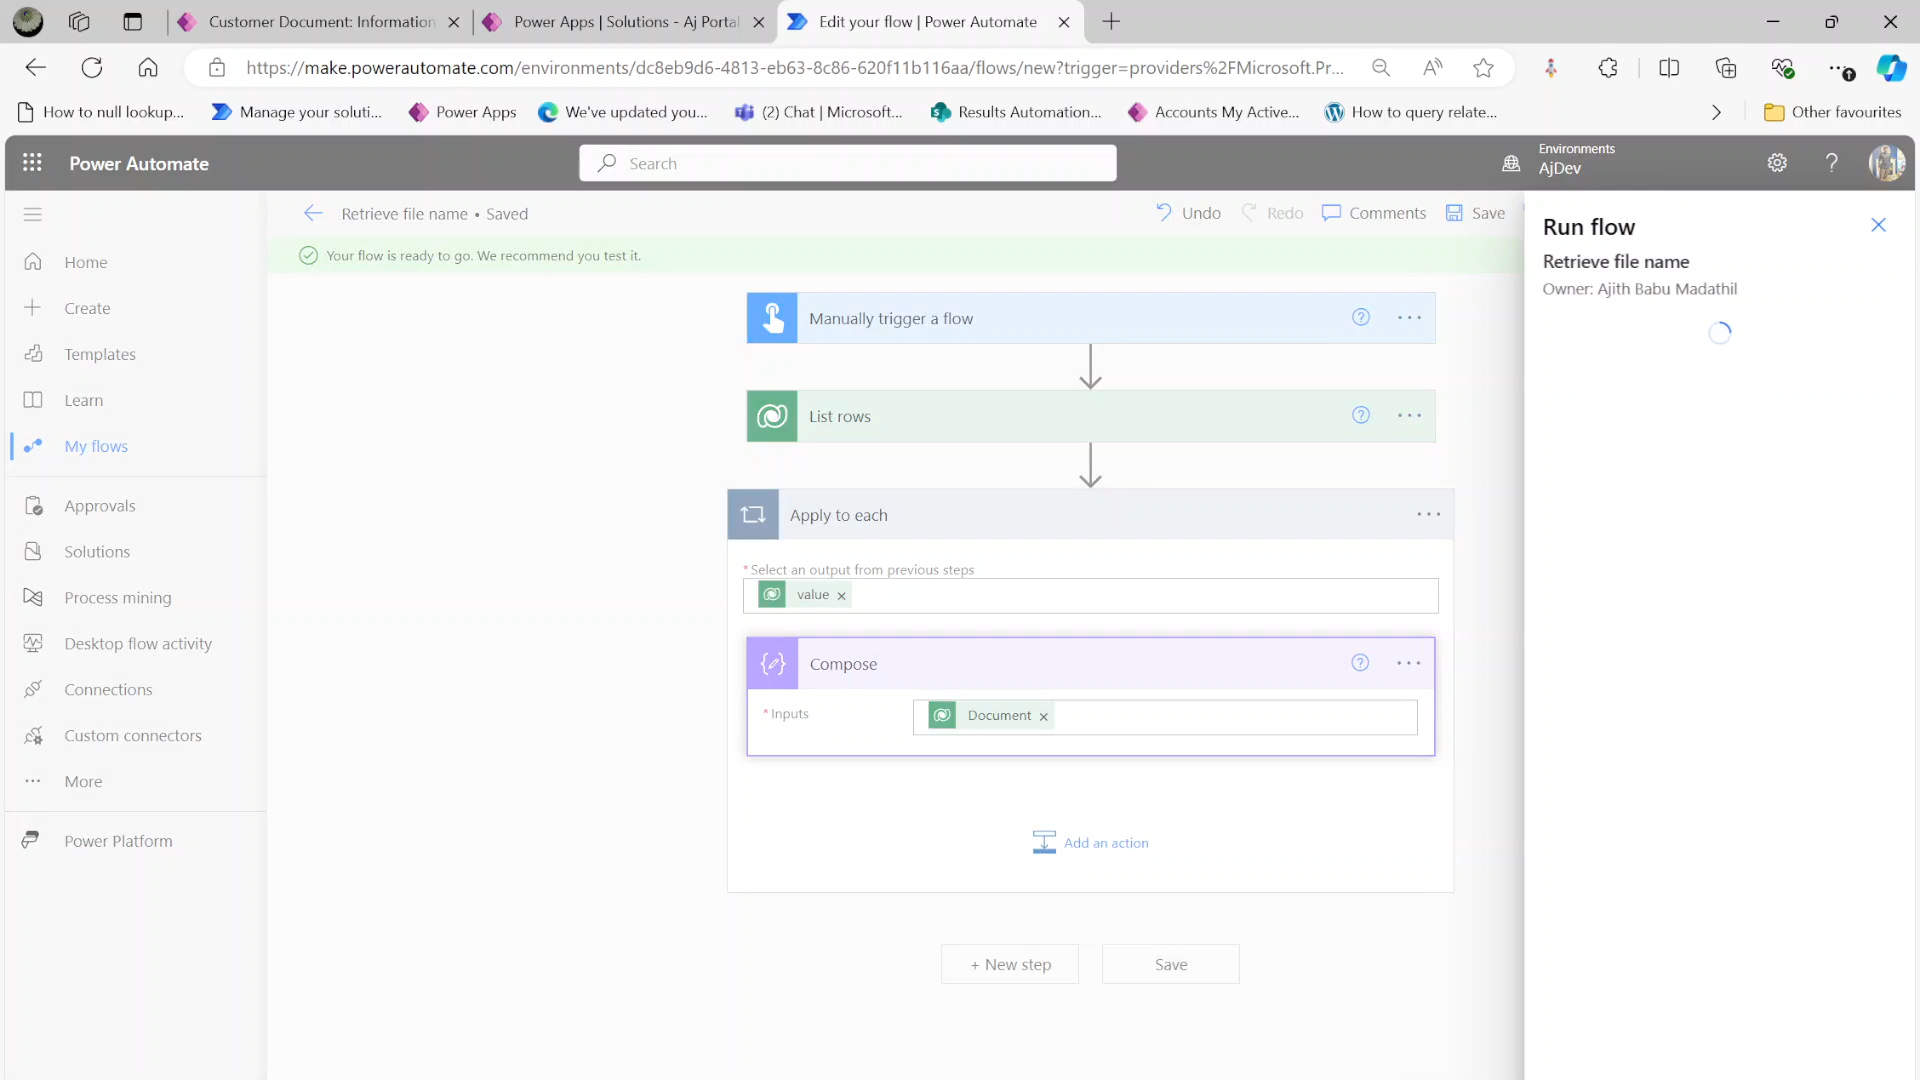 Customer Document: Information
Power Apps | Solutions - Aj Portal
Edit your flow | Power Automate
https://make.powerautomate.com/environments/dc8eb9d6-4813-eb63-8c86-620f11b116aa/flows/new?trigger=providers%2FMicrosoft.Pr...
How to null lookup...
Manage your soluti...
Power Apps
We've updated you...
(2) Chat | Microsoft...
Results Automation...
Accounts My Active...
How to query relate...
Other favourites
Power Automate
Search
Environments
AjDev
Retrieve file name • Saved
Undo
Redo
Comments
Save
Your flow is ready to go. We recommend you test it.
Home
Create
Templates
Learn
My flows
Approvals
Solutions
Process mining
Desktop flow activity
Connections
Custom connectors
More
Power Platform
Manually trigger a flow
List rows
Apply to each
* Select an output from previous steps
value
Compose
* Inputs
Document
Add an action
+ New step
Save
Run flow
Retrieve file name
Owner: Ajith Babu Madathil